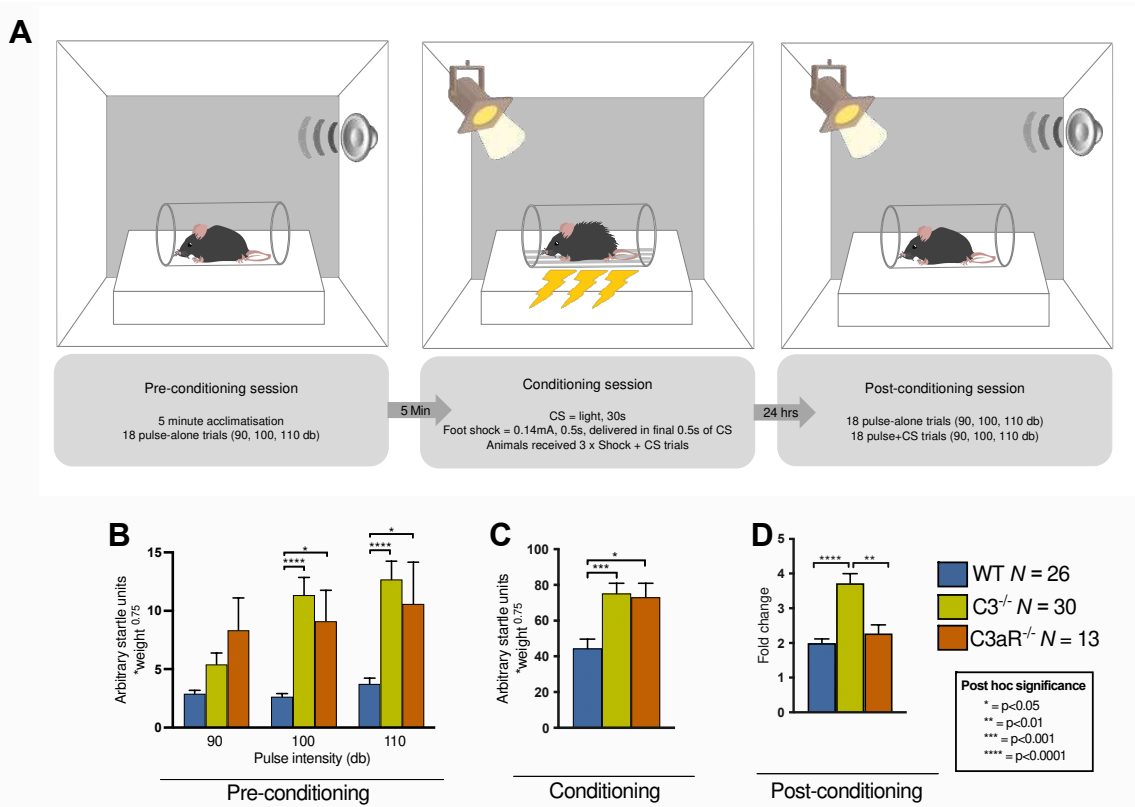 A
Pre-conditioning session
5 minute acclimatisation
18 pulse-alone trials (90, 100, 110 db)
5 Min
Conditioning session
CS = light, 30s
Foot shock = 0.14mA, 0.5s, delivered in final 0.5s of CS
Animals received 3 x Shock + CS trials
24 hrs
Post-conditioning session
18 pulse-alone trials (90, 100, 110 db)
18 pulse+CS trials (90, 100, 110 db)
B
Arbitrary startle units
*weight 0.75
15
10
5
0
****
*
****
*
90
100
110
Pulse intensity (db)
Pre-conditioning
C
Arbitrary startle units
*weight 0.75
100
80
60
40
20
0
***
*
Conditioning
D
Fold change
5
4
3
2
1
0
****
**
Post-conditioning
WT N = 26
C3-/- N = 30
C3aR-/- N = 13
Post hoc significance
* = p<0.05
** = p<0.01
*** = p<0.001
**** = p<0.0001